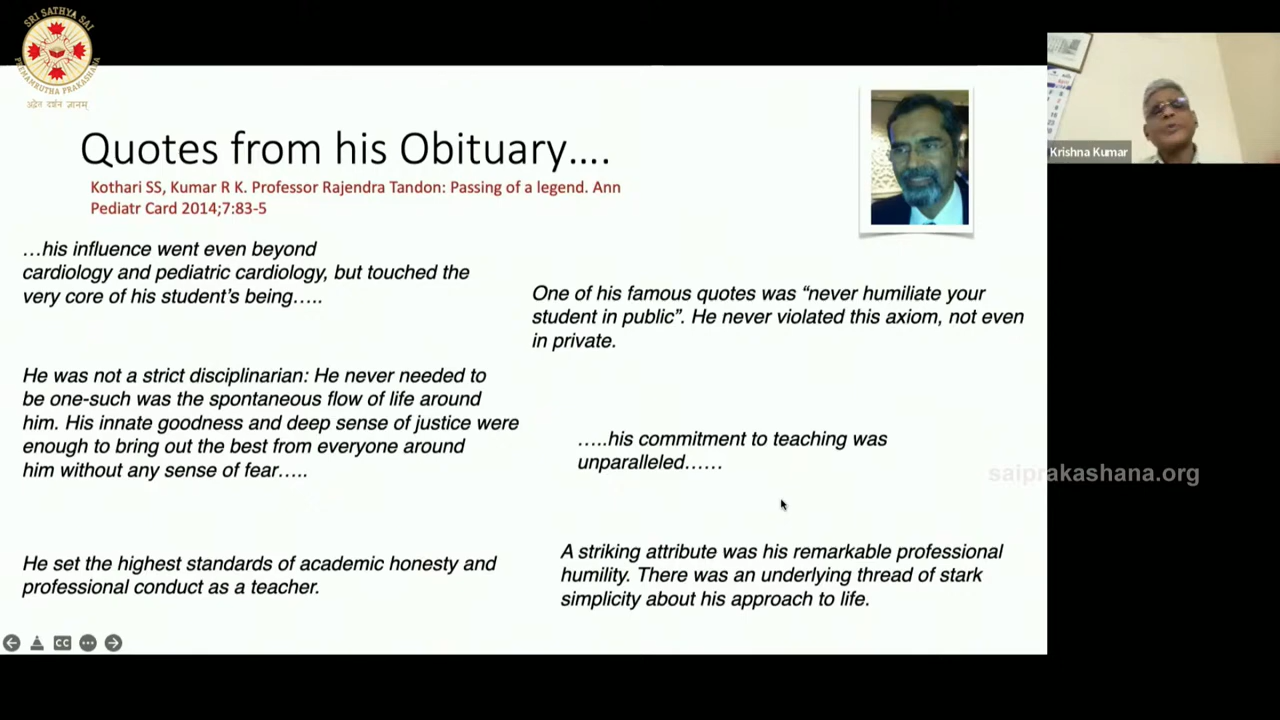 SRI SATHYA SAI
PREMAMRUTHA PRAKASHANA
अद्वैत दर्शन ज्ञानम्
Krishna Kumar
Quotes from his Obituary….
Kothari SS, Kumar R K. Professor Rajendra Tandon: Passing of a legend. Ann
Pediatr Card 2014;7:83-5
…his influence went even beyond
cardiology and pediatric cardiology, but touched the
very core of his student’s being…..
He was not a strict disciplinarian: He never needed to
be one-such was the spontaneous flow of life around
him. His innate goodness and deep sense of justice were
enough to bring out the best from everyone around
him without any sense of fear…..
He set the highest standards of academic honesty and
professional conduct as a teacher.
One of his famous quotes was “never humiliate your
student in public”. He never violated this axiom, not even
in private.
…..his commitment to teaching was
unparalleled……
A striking attribute was his remarkable professional
humility. There was an underlying thread of stark
simplicity about his approach to life.
saiprakashana.org
CC